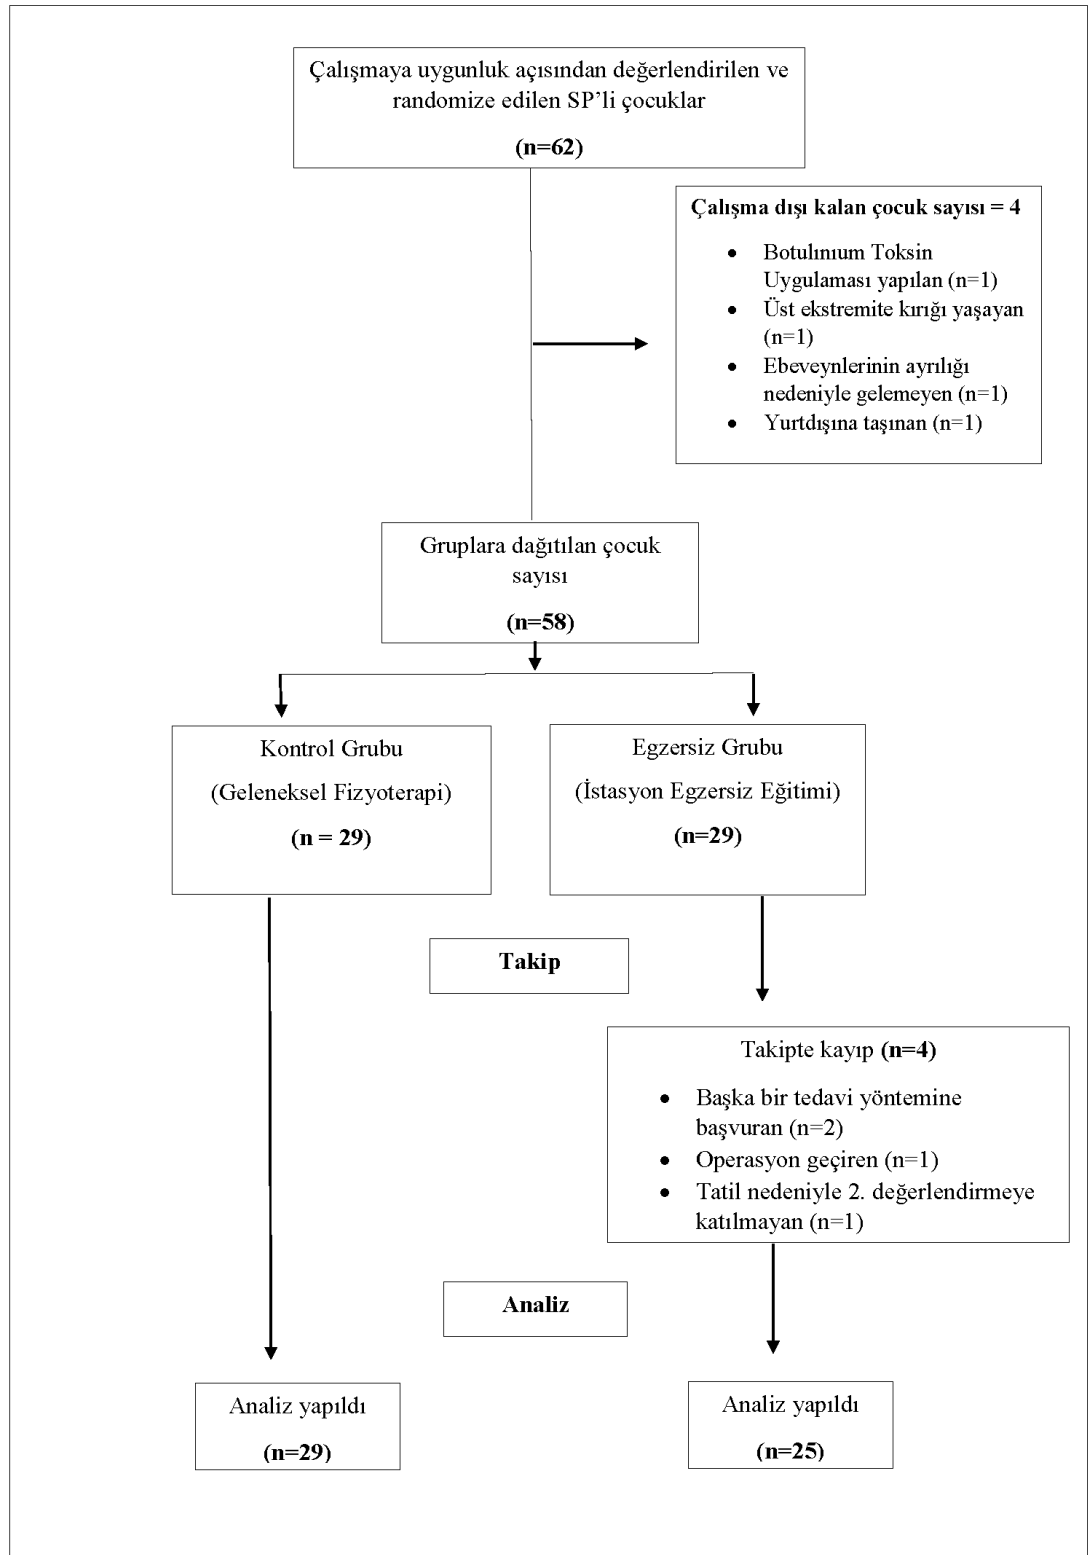 Çalışmaya uygunluk açısından değerlendirilen ve
randomize edilen SP’li çocuklar
(n=62)
Çalışma dışı kalan çocuk sayısı = 4
• Botulınıum Toksin
Uygulaması yapılan (n=1)
• Üst ekstremite kırığı yaşayan
(n=1)
• Ebeveynlerinin ayrılığı
nedeniyle gelemeyen (n=1)
• Yurtdışına taşınan (n=1)
Gruplara dağıtılan çocuk
sayısı
(n=58)
Kontrol Grubu
(Geleneksel Fizyoterapi)
(n = 29)
Egzersiz Grubu
(İstasyon Egzersiz Eğitimi)
(n=29)
Takip
Takipte kayıp (n=4)
• Başka bir tedavi yöntemine
başvuran (n=2)
• Operasyon geçiren (n=1)
• Tatil nedeniyle 2. değerlendirmeye
katılmayan (n=1)
Analiz
Analiz yapıldı
(n=29)
Analiz yapıldı
(n=25)